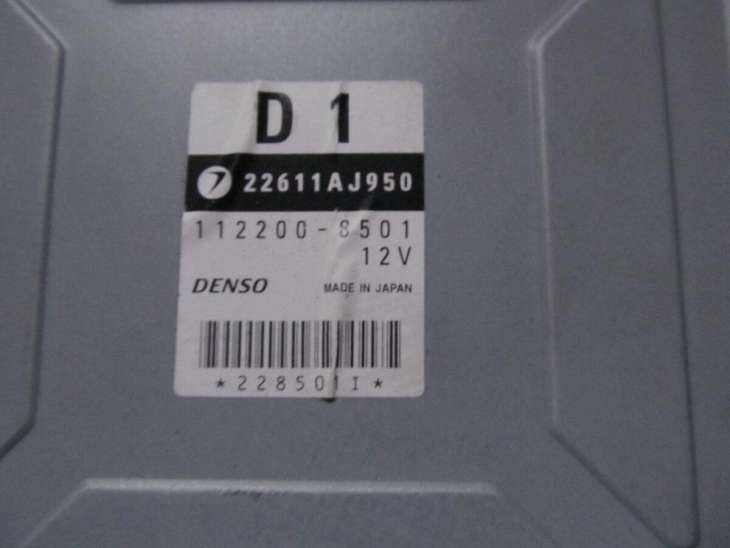 D 1
22611AJ950
112200-8501
12V
DENSO MADE IN JAPAN
*228501I*